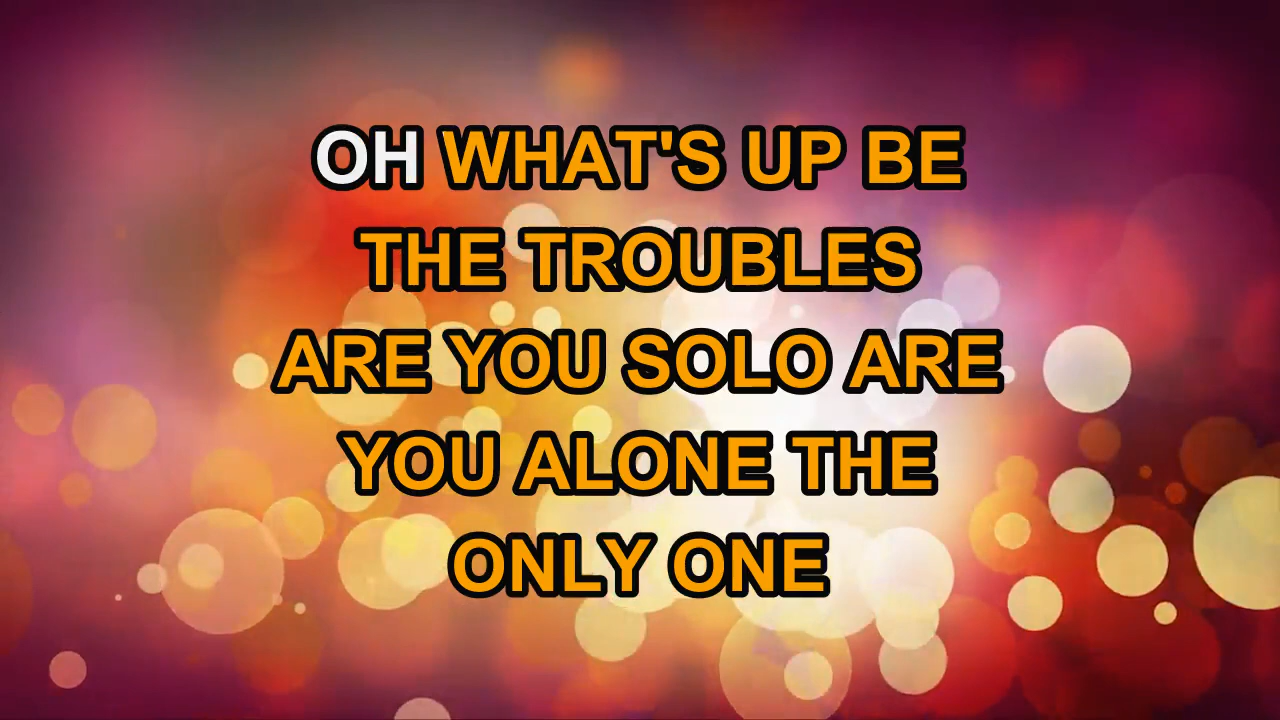 OH WHAT'S UP BE
THE TROUBLES
ARE YOU SOLO ARE
YOU ALONE THE
ONLY ONE